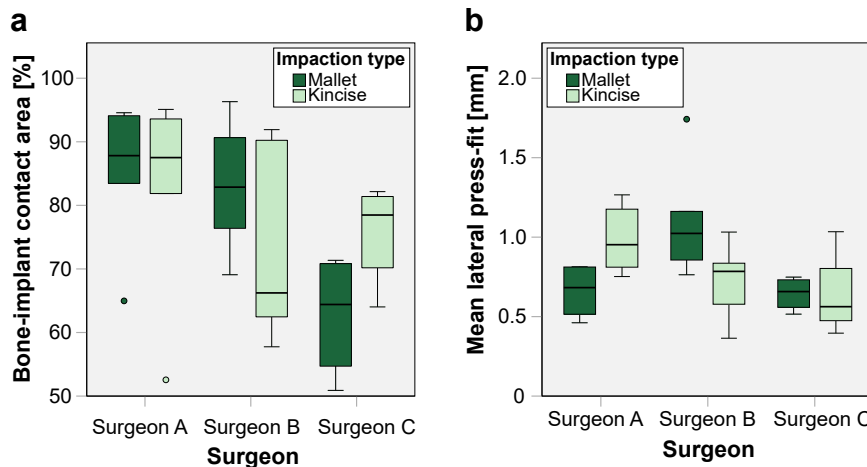 a
Bone-implant contact area [%]
100
90
80
70
60
50
Impaction type
Mallet
Kincise
Surgeon A
Surgeon B
Surgeon C
Surgeon
b
Mean lateral press-fit [mm]
2.0
1.5
1.0
0.5
0
Impaction type
Mallet
Kincise
Surgeon A
Surgeon B
Surgeon C
Surgeon